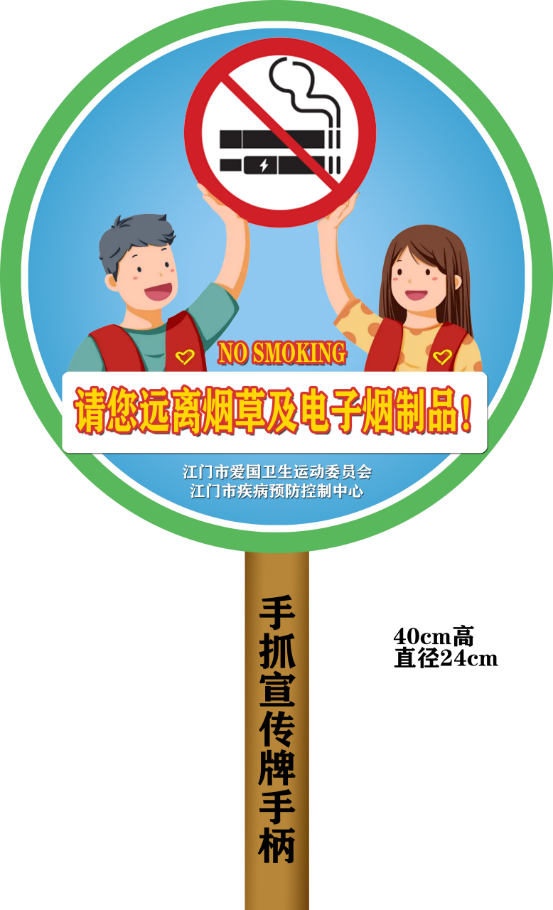 NO SMOKING
请您远离烟草及电子烟制品!
江门市爱国卫生运动委员会
江门市疾病预防控制中心
手抓宣传牌手柄
40cm高
直径24cm